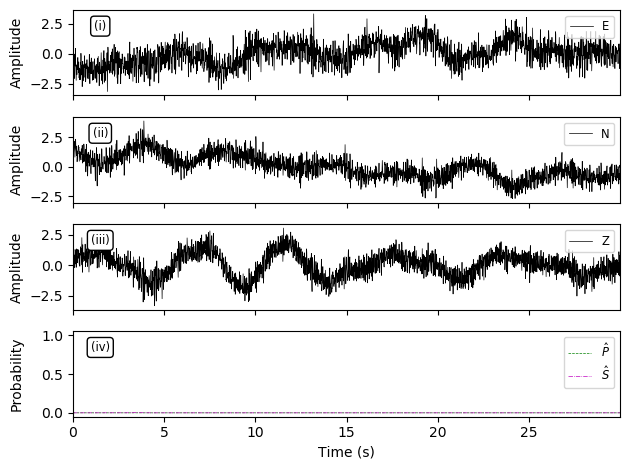 2.5
0.0
−2.5
Amplitude
(i)
E
2.5
0.0
−2.5
Amplitude
(ii)
N
2.5
0.0
−2.5
Amplitude
(iii)
Z
1.0
0.5
0.0
Probability
(iv)
P̂
Ŝ
0 5 10 15 20 25
Time (s)